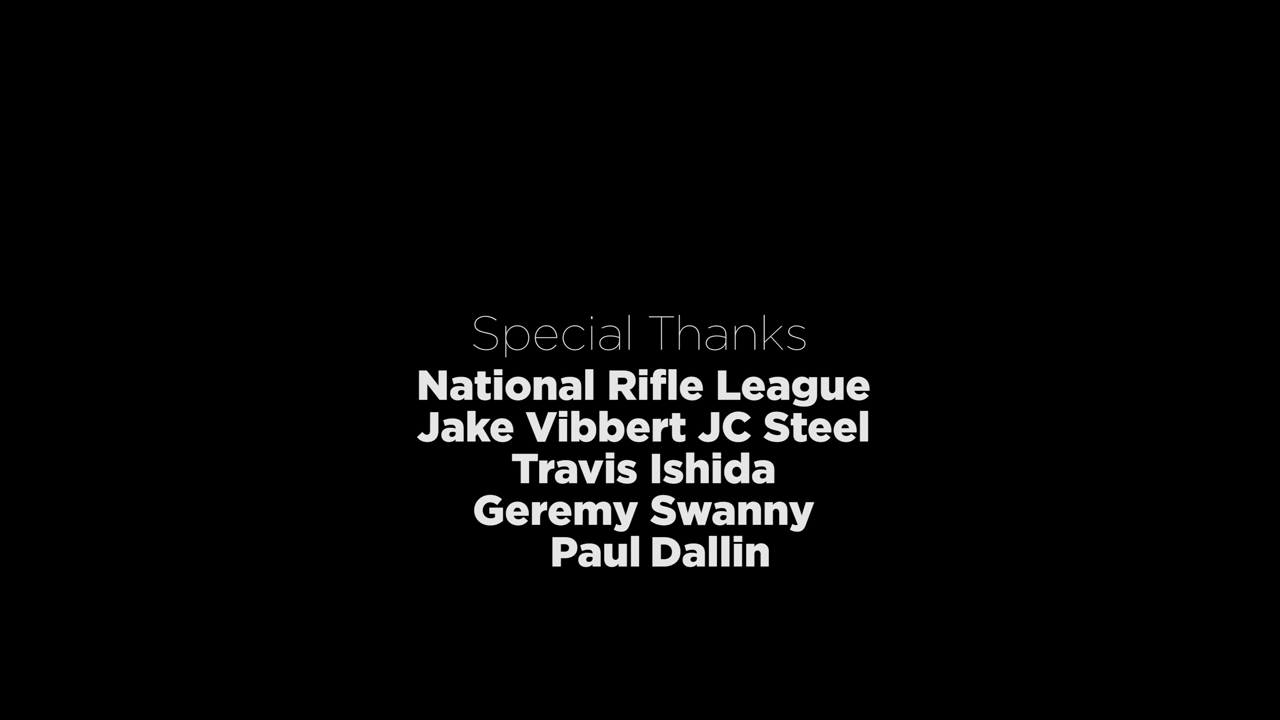 Special Thanks
National Rifle League
Jake Vibbert JC Steel
Travis Ishida
Geremy Swanny
Paul Dallin